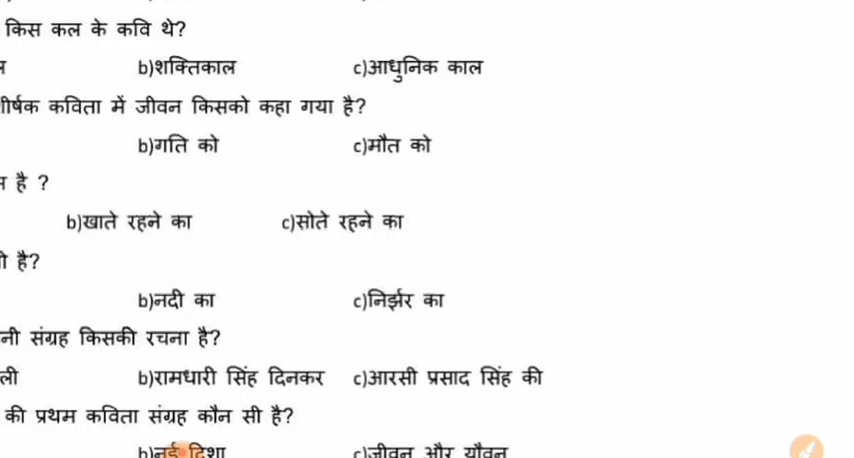 किस कल के कवि थे?
b)शक्तिकाल c)आधुनिक काल
कविता में जीवन किसको कहा गया है?
b)गति को c)मौत को
है ?
b)खाते रहने का c)सोते रहने का
है?
b)नदी का c)निर्झर का
संग्रह किसकी रचना है?
b)रामधारी सिंह दिनकर c)आरसी प्रसाद सिंह की
की प्रथम कविता संग्रह कौन सी है?
b)नई दिशा c)जीवन और यौवन